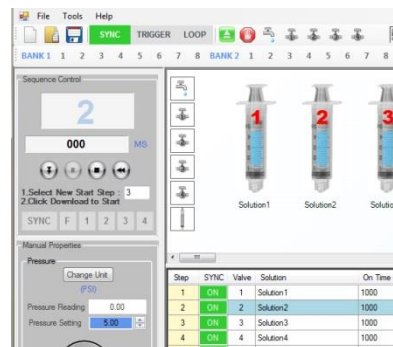 File Tools Help
SYNC TRIGGER LOOP
BANK 1 1 2 3 4 5 6 7 8 BANK 2 1 2 3 4 5 6 7 8
Sequence Control
2
000 MS
1.Select New Start Step : 3
2.Click Download to Start
SYNC F 1 2 3 4
1 2 3
Solution1 Solution2 Solutio
Manual Properties
Pressure
Change Unit
(PSI)
Pressure Reading 0.00
Pressure Setting 5.00
Step SYNC Valve Solution On Time
1 ON 1 Solution1 1000
2 ON 2 Solution2 1000
3 ON 3 Solution3 1000
4 ON 4 Solution4 1000